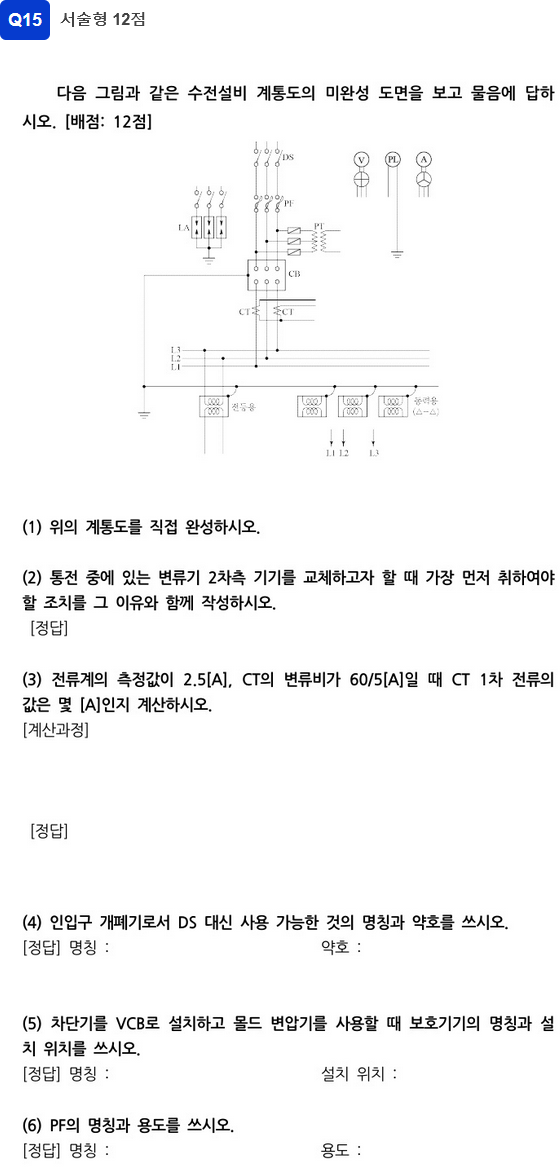 Q15 서술형 12점
다음 그림과 같은 수전설비 계통도의 미완성 도면을 보고 물음에 답하
시오. [배점: 12점]
DS
V PL A
PF
LA
PT
CB
CT CT
L3
L2
L1
전등용
동력용
(△-△)
L1 L2 L3
(1) 위의 계통도를 직접 완성하시오.
(2) 통전 중에 있는 변류기 2차측 기기를 교체하고자 할 때 가장 먼저 취하여야
할 조치를 그 이유와 함께 작성하시오.
[정답]
(3) 전류계의 측정값이 2.5[A], CT의 변류비가 60/5[A]일 때 CT 1차 전류의
값은 몇 [A]인지 계산하시오.
[계산과정]
[정답]
(4) 인입구 개폐기로서 DS 대신 사용 가능한 것의 명칭과 약호를 쓰시오.
[정답] 명칭 : 약호 :
(5) 차단기를 VCB로 설치하고 몰드 변압기를 사용할 때 보호기기의 명칭과 설
치 위치를 쓰시오.
[정답] 명칭 : 설치 위치 :
(6) PF의 명칭과 용도를 쓰시오.
[정답] 명칭 : 용도 :